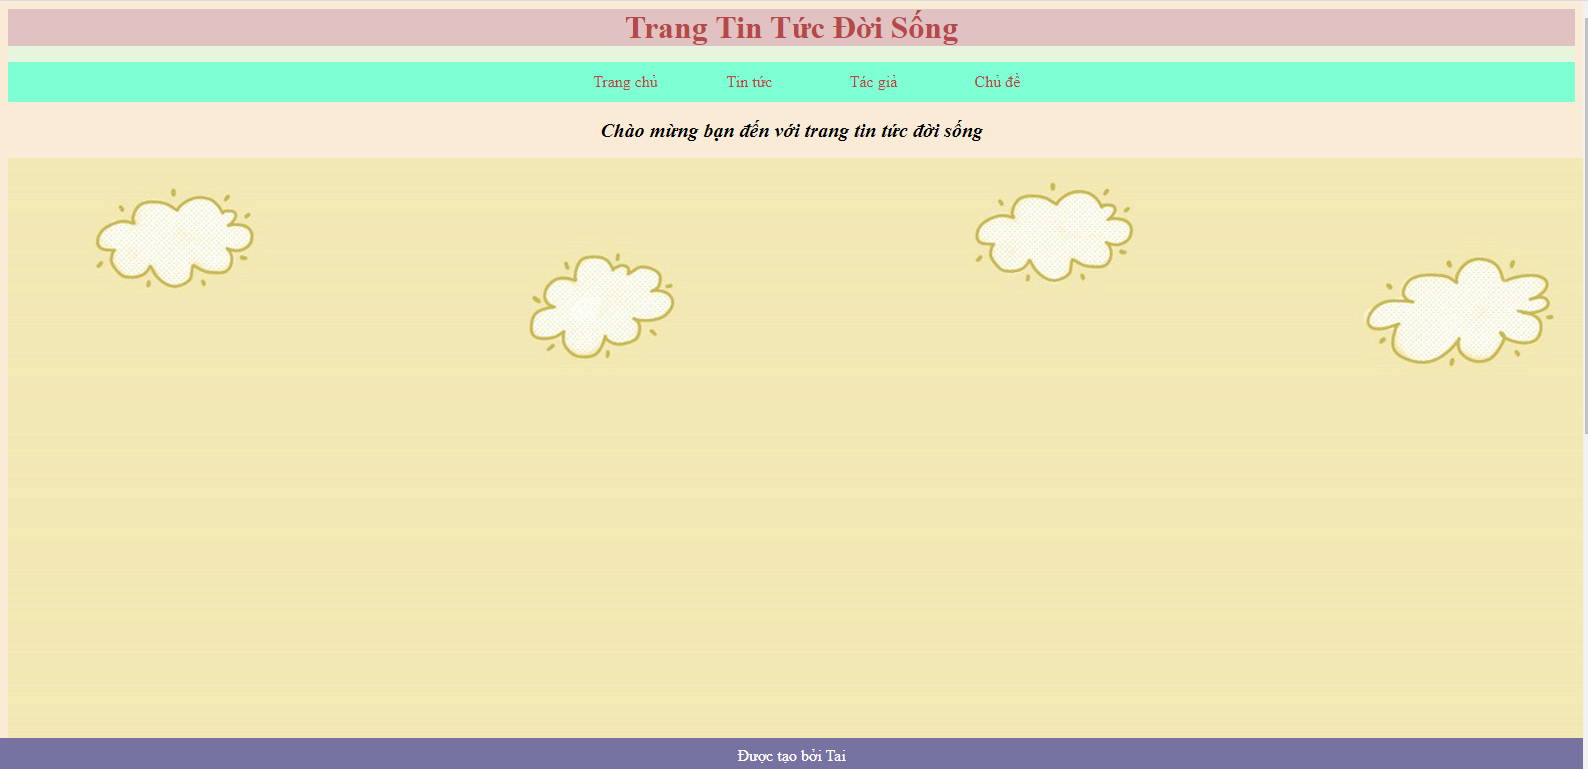 Trang Tin Tức Đời Sống
Trang chủ Tin tức Tác giả Chủ đề
Chào mừng bạn đến với trang tin tức đời sống
Được tạo bởi Tai